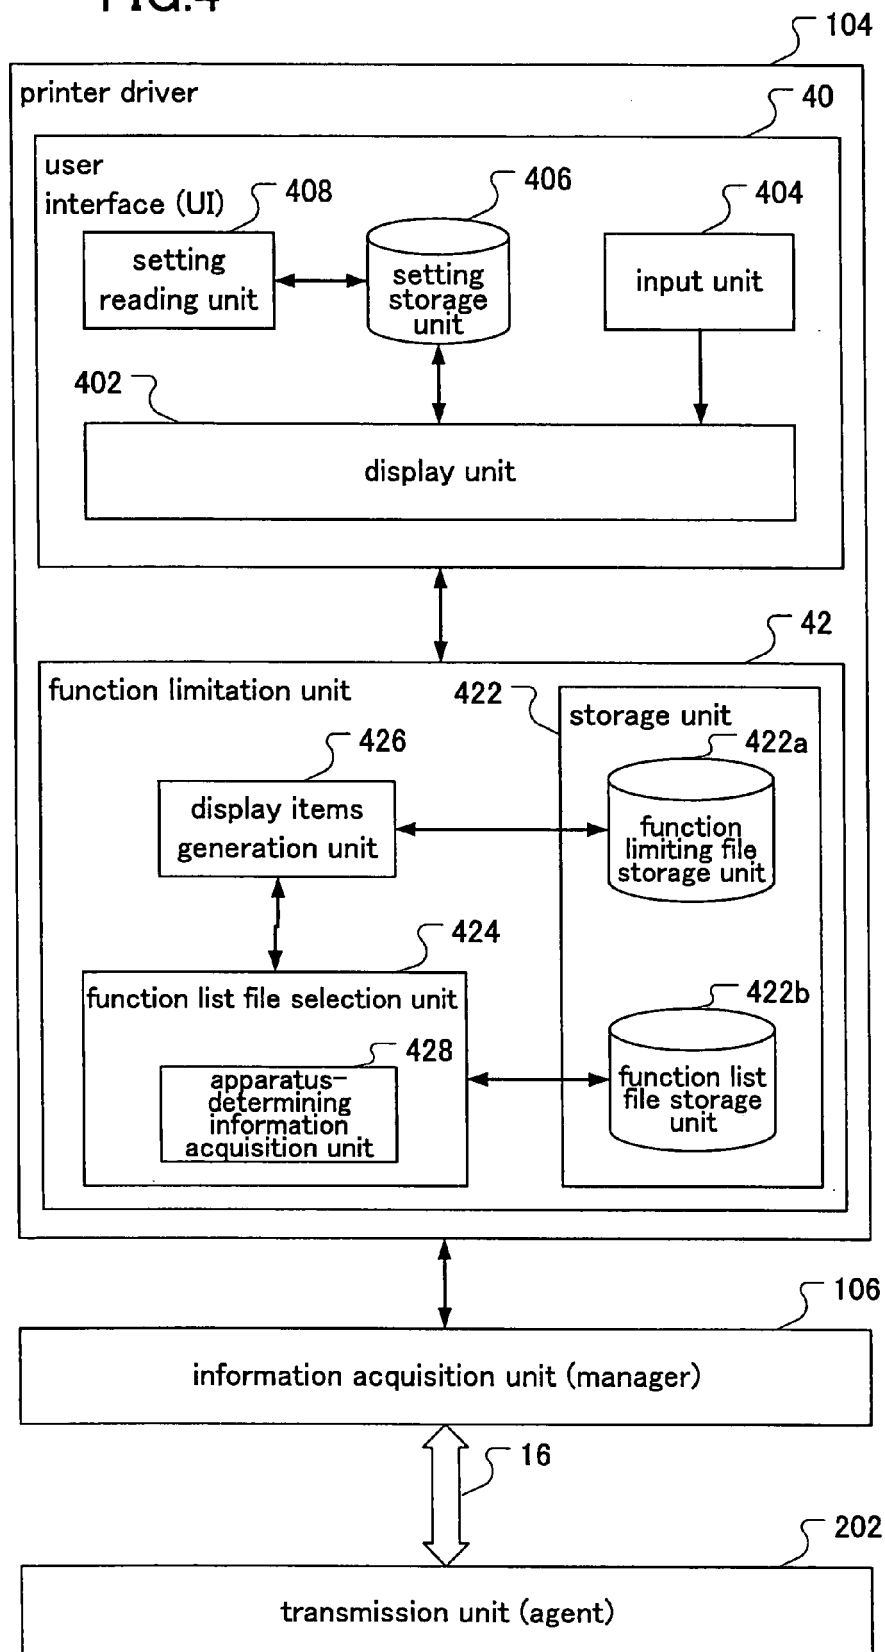 FIG.4
104
printer driver
40
user
interface (UI)
408
406
404
setting
reading unit
setting
storage
unit
input unit
402
display unit
42
function limitation unit
422
storage unit
426
422a
display items
generation unit
function
limiting file
storage unit
424
function list file selection unit
422b
428
apparatus-
determining
information
acquisition unit
function list
file storage
unit
106
information acquisition unit (manager)
16
202
transmission unit (agent)